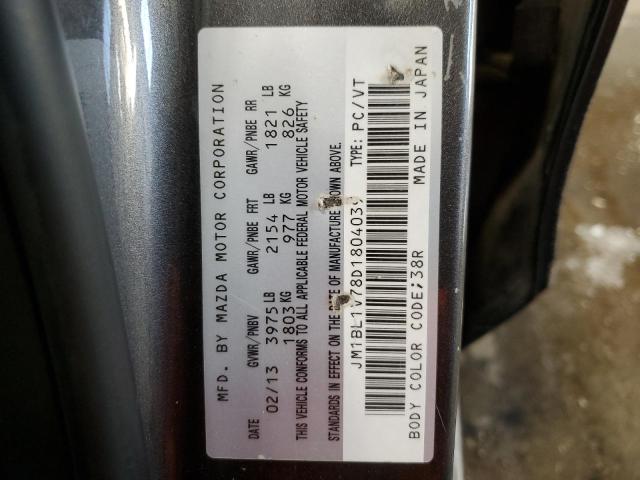 MFD. BY MAZDA MOTOR CORPORATION
DATE GVWR/PNBV GAWR/PNBE FRT GAWR/PNBE RR
02/13 3975 LB 2154 LB 1821 LB
1803 KG 977 KG 826 KG
THIS VEHICLE CONFORMS TO ALL APPLICABLE FEDERAL MOTOR VEHICLE SAFETY
STANDARDS IN EFFECT ON THE DATE OF MANUFACTURE SHOWN ABOVE.
JM1BL1V78D1804039 TYPE: PC/VT
BODY COLOR CODE;38R MADE IN JAPAN